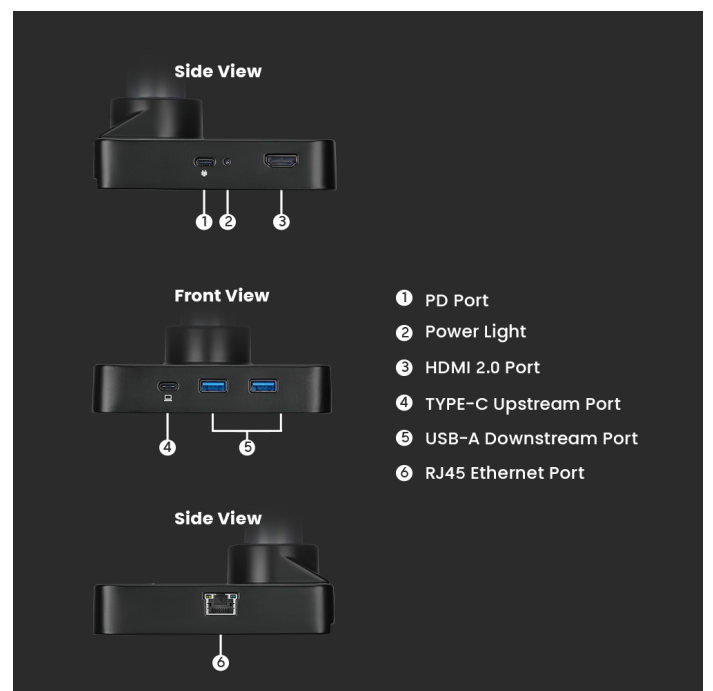 Side View
1 2 3
Front View
4 5
Side View
6
1 PD Port
2 Power Light
3 HDMI 2.0 Port
4 TYPE-C Upstream Port
5 USB-A Downstream Port
6 RJ45 Ethernet Port